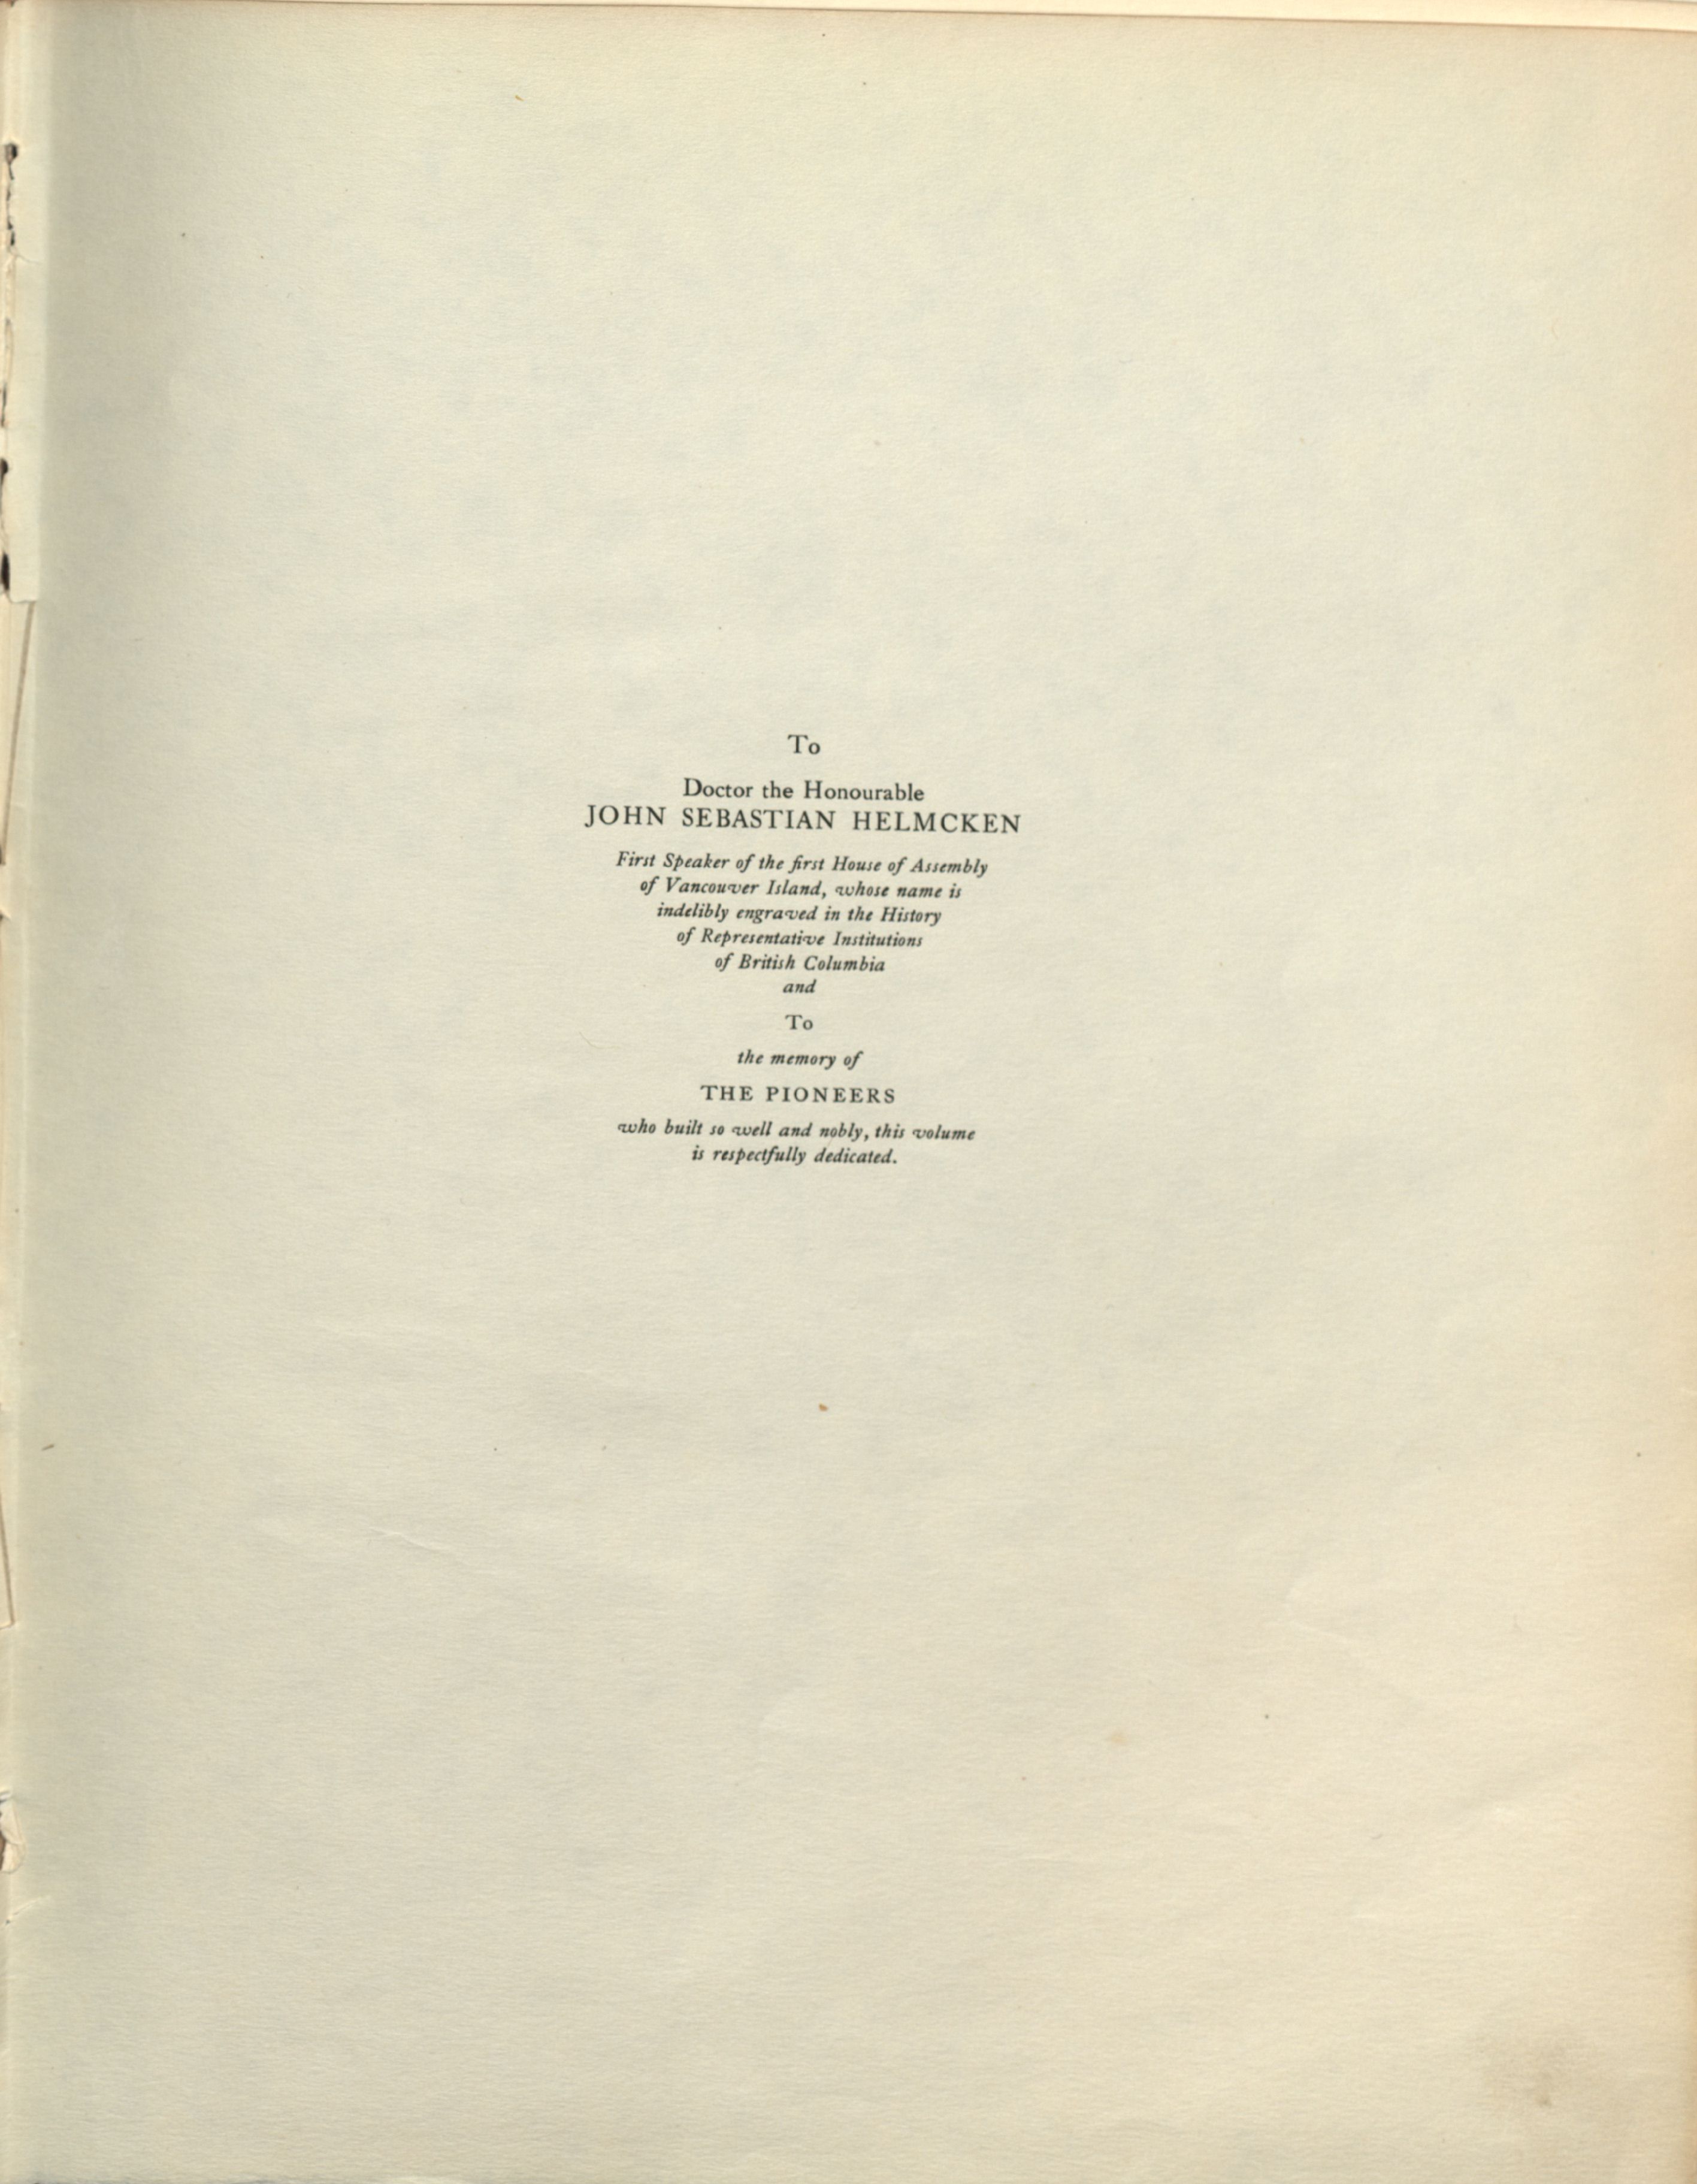 To
Doctor the Honourable
JOHN SEBASTIAN HELMCKEN
First Speaker of the first House of Assembly
of Vancouver Island, whose name is
indelibly engraved in the History
of Representative Institutions
of British Columbia
and
To
the memory of
THE PIONEERS
who built so well and nobly, this volume
is respectfully dedicated.